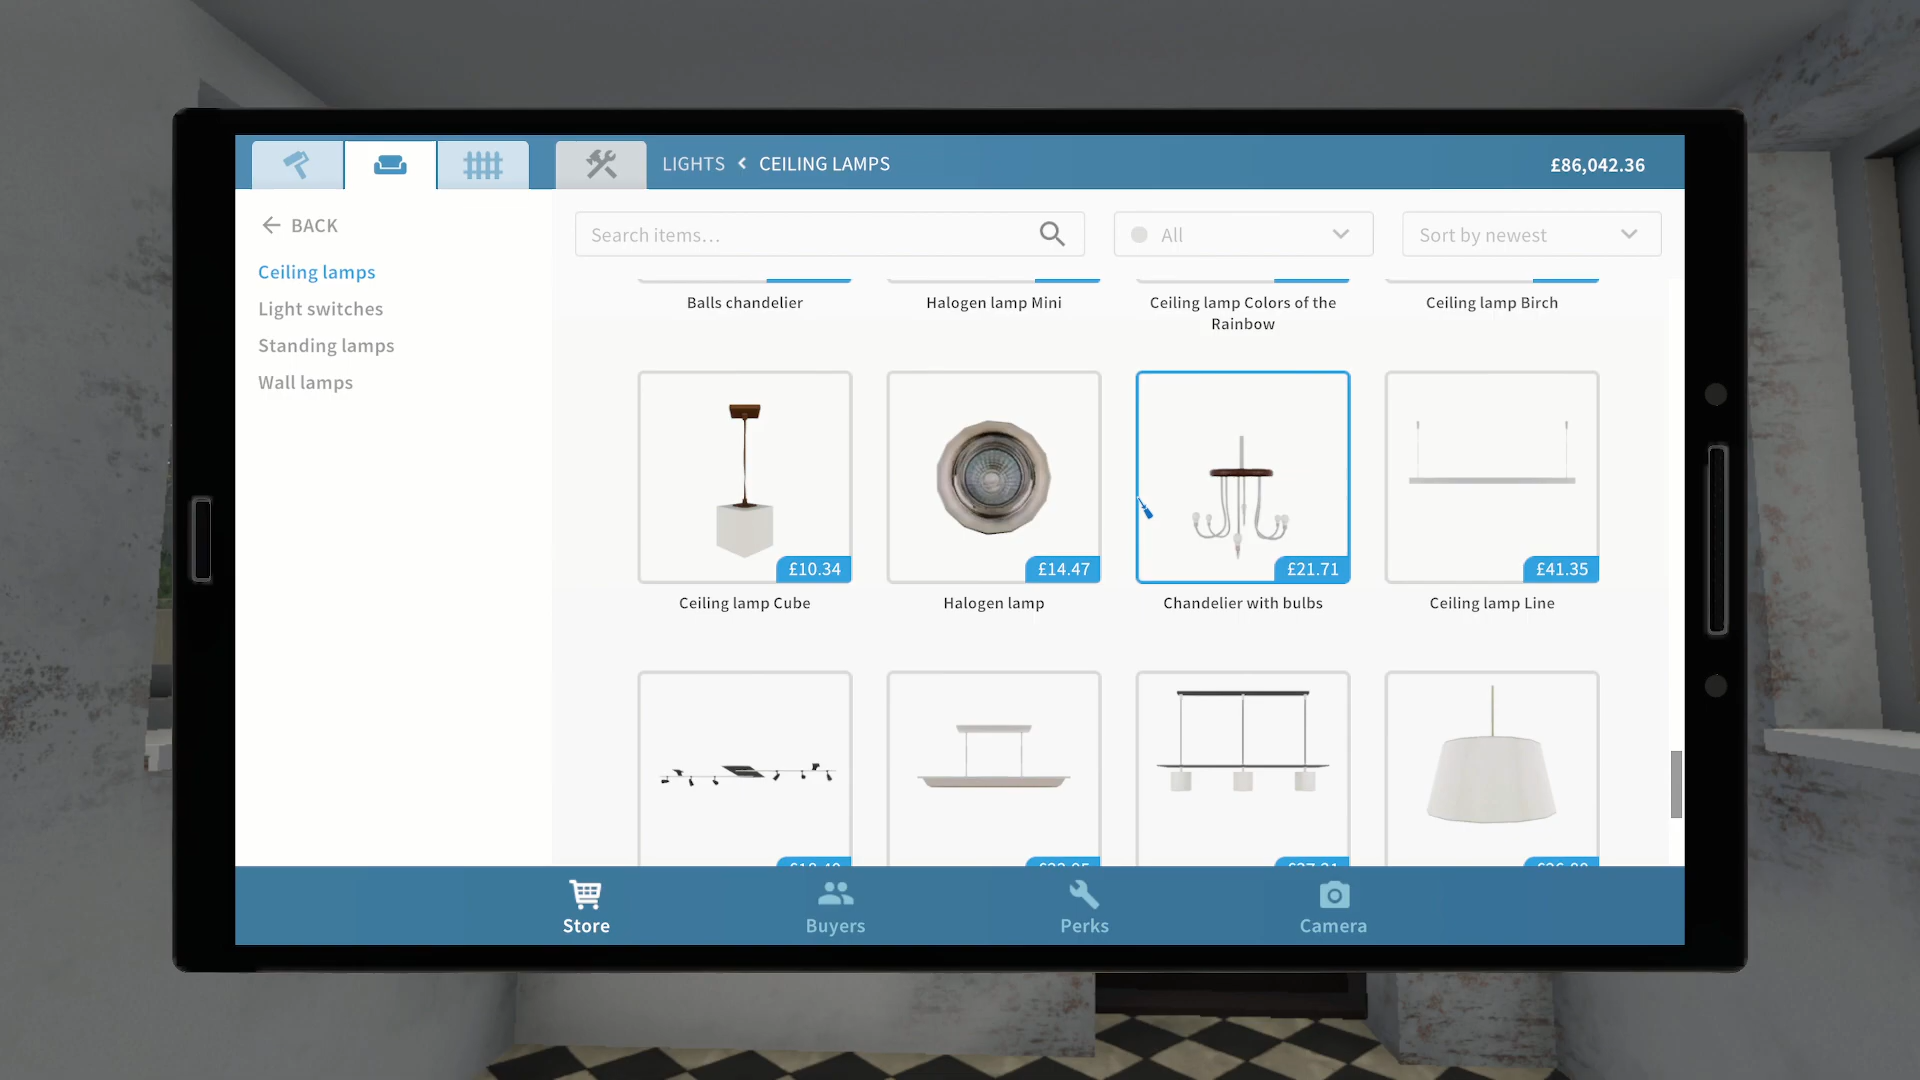 LIGHTS < CEILING LAMPS
£86,042.36
BACK
Search items...
All
Sort by newest
Ceiling lamps
Light switches
Standing lamps
Wall lamps
Balls chandelier
Halogen lamp Mini
Ceiling lamp Colors of the
Rainbow
Ceiling lamp Birch
£10.34
£14.47
£21.71
£41.35
Ceiling lamp Cube
Halogen lamp
Chandelier with bulbs
Ceiling lamp Line
Store
Buyers
Perks
Camera